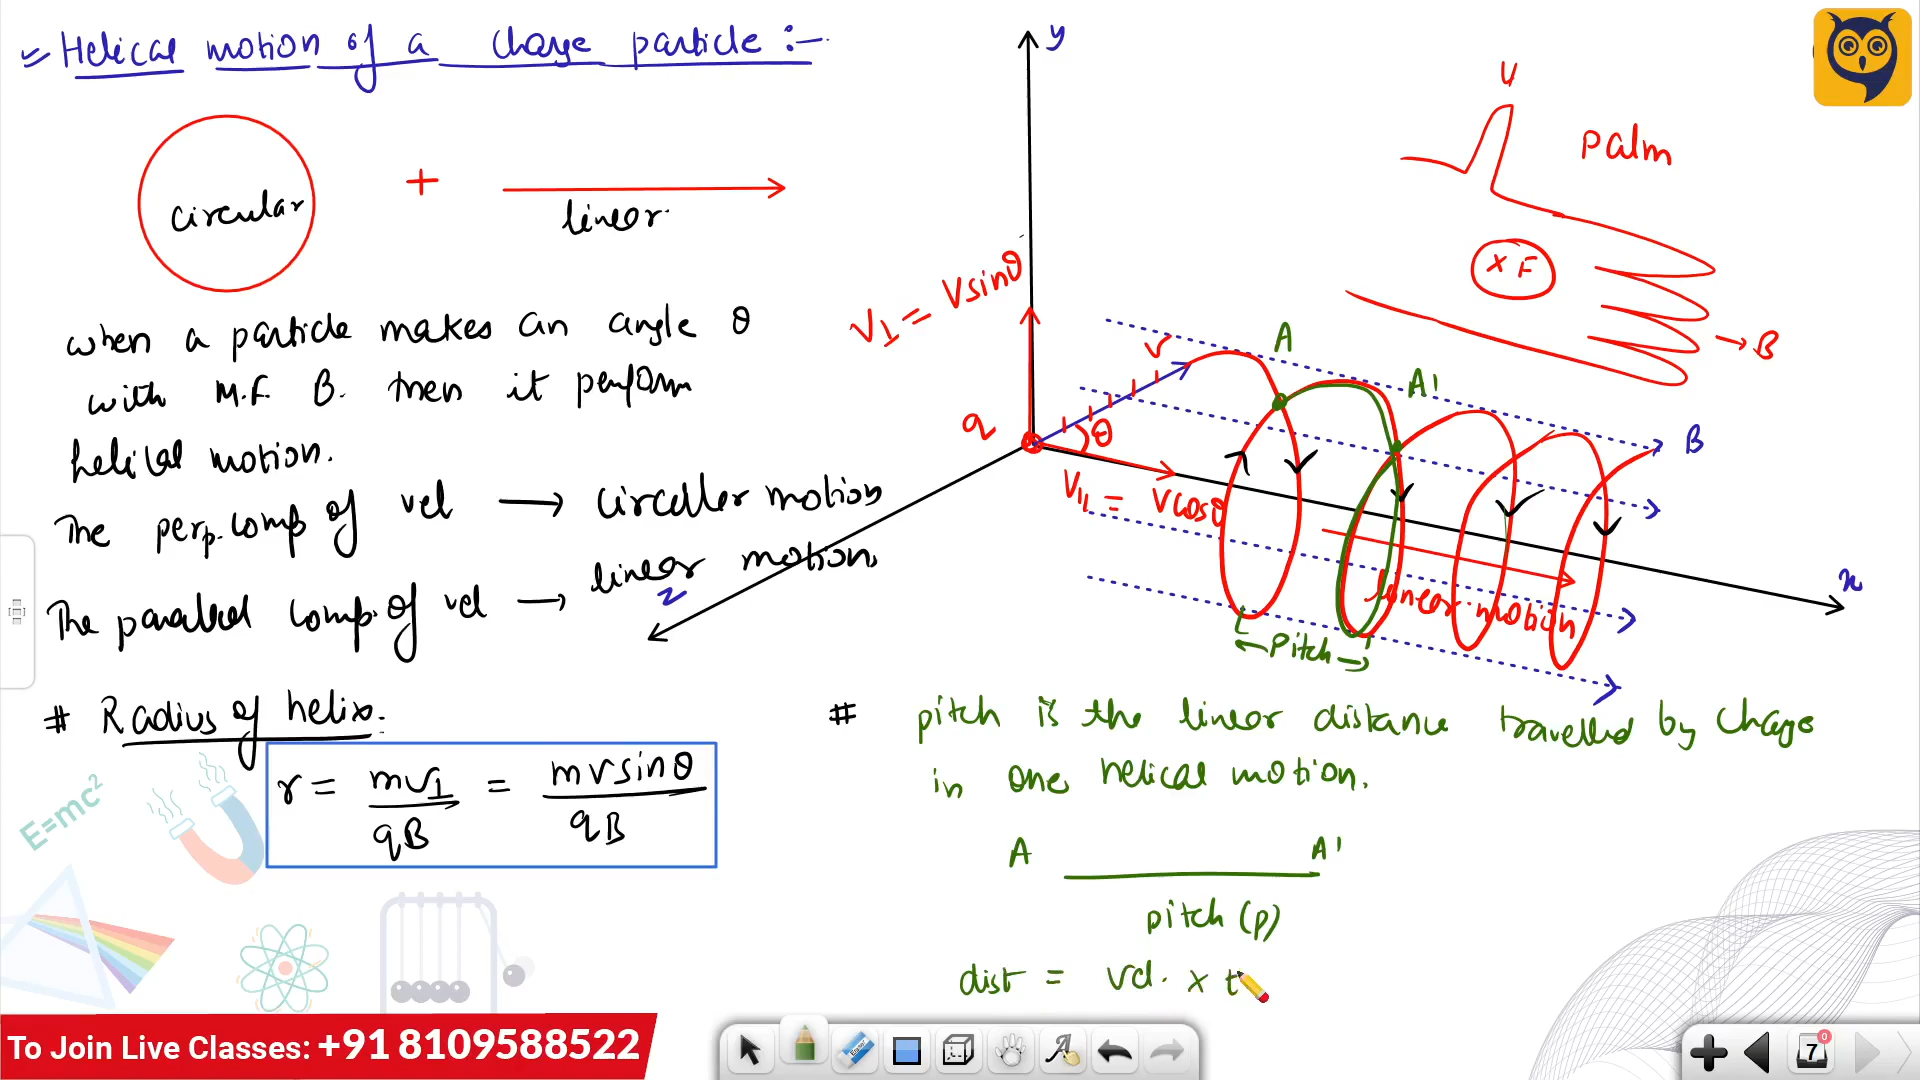 Helical motion of a charge particle :-
circular + linear
when a particle makes an angle θ
with M.F. B. then it perform
helical motion.
The perp. comp of vel → circular motion
The parallel comp. of vel → linear motion
# Radius of helix.
r = mv⊥/qB = mvsinθ/qB
E=mc²
y
V⊥ = Vsinθ
v
q
θ
V|| = Vcosθ
A
A'
B
x
z
linear motion
←Pitch→
Palm
x F
→ B
# pitch is the linear distance travelled by charge
in one helical motion.
A A'
pitch (p)
dist = vel. × t
To Join Live Classes: +91 8109588522
7
0